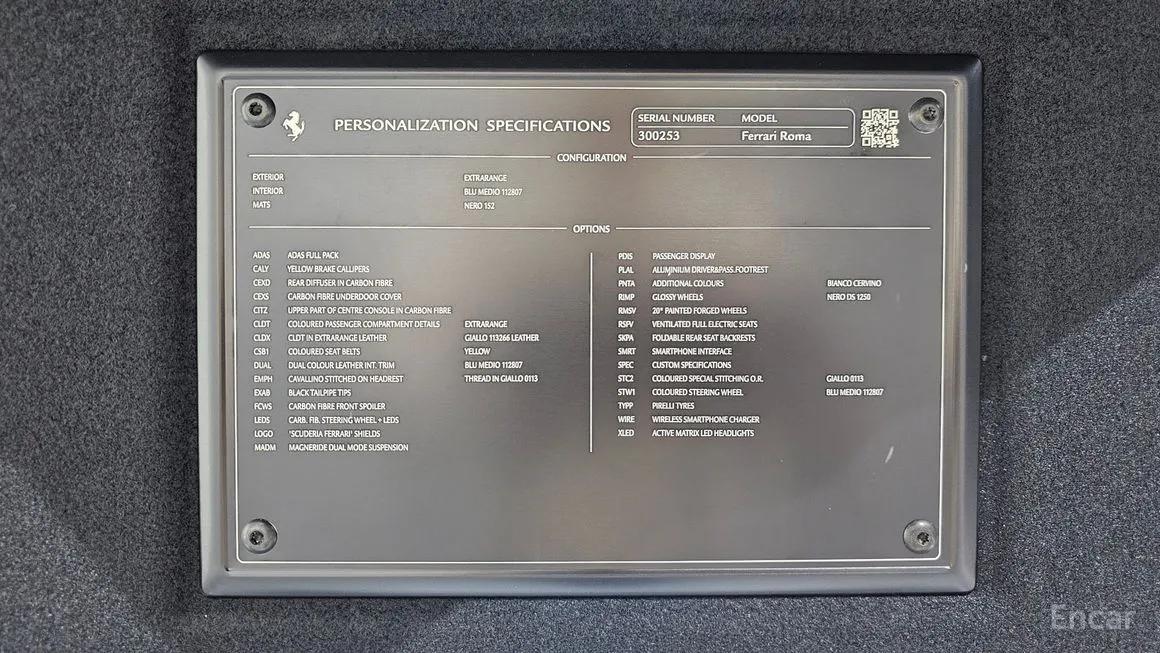 PERSONALIZATION SPECIFICATIONS
SERIAL NUMBER MODEL
300253 Ferrari Roma
CONFIGURATION
EXTERIOR EXTRARANGE
INTERIOR BLU MEDIO 112807
MATS NERO 152
OPTIONS
ADAS ADAS FULL PACK
CALY YELLOW BRAKE CALLIPERS
CEXD REAR DIFFUSER IN CARBON FIBRE
CEXS CARBON FIBRE UNDERDOOR COVER
CITZ UPPER PART OF CENTRE CONSOLE IN CARBON FIBRE
CLDT COLOURED PASSENGER COMPARTMENT DETAILS EXTRARANGE
CLDX CLDT IN EXTRARANGE LEATHER GIALLO 113266 LEATHER
CSB1 COLOURED SEAT BELTS YELLOW
DUAL DUAL COLOUR LEATHER INT. TRIM BLU MEDIO 112807
EMPH CAVALLINO STITCHED ON HEADREST THREAD IN GIALLO 0113
EXAB BLACK TAILPIPE TIPS
FCWS CARBON FIBRE FRONT SPOILER
LEDS CARB. FIB. STEERING WHEEL + LEDS
LOGO 'SCUDERIA FERRARI' SHIELDS
MADM MAGNERIDE DUAL MODE SUSPENSION
PDIS PASSENGER DISPLAY
PLAL ALUMINIUM DRIVER&PASS.FOOTREST
PNTA ADDITIONAL COLOURS BIANCO CERVINO
RIMP GLOSSY WHEELS NERO DS 1250
RMSV 20" PAINTED FORGED WHEELS
RSFV VENTILATED FULL ELECTRIC SEATS
SKPA FOLDABLE REAR SEAT BACKRESTS
SMRT SMARTPHONE INTERFACE
SPEC CUSTOM SPECIFICATIONS
STC2 COLOURED SPECIAL STITCHING O.R. GIALLO 0113
STW1 COLOURED STEERING WHEEL BLU MEDIO 112807
TYPP PIRELLI TYRES
WIRE WIRELESS SMARTPHONE CHARGER
XLED ACTIVE MATRIX LED HEADLIGHTS
Encar